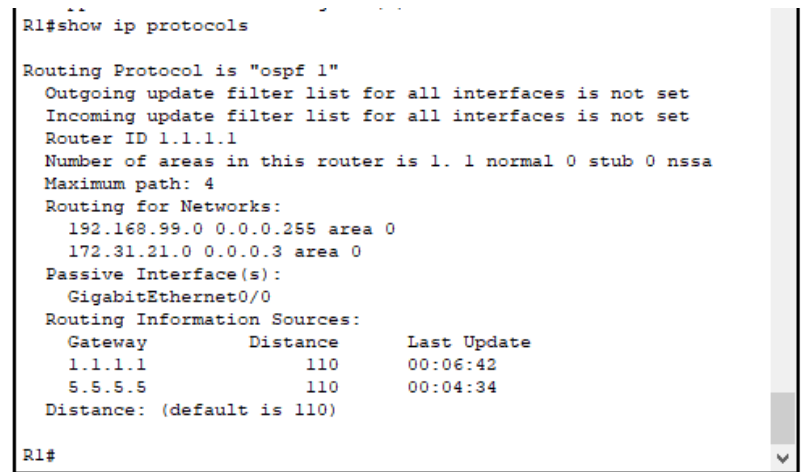 R1#show ip protocols
Routing Protocol is "ospf 1"
Outgoing update filter list for all interfaces is not set
Incoming update filter list for all interfaces is not set
Router ID 1.1.1.1
Number of areas in this router is 1. 1 normal 0 stub 0 nssa
Maximum path: 4
Routing for Networks:
192.168.99.0 0.0.0.255 area 0
172.31.21.0 0.0.0.3 area 0
Passive Interface(s):
GigabitEthernet0/0
Routing Information Sources:
Gateway Distance Last Update
1.1.1.1 110 00:06:42
5.5.5.5 110 00:04:34
Distance: (default is 110)
R1#